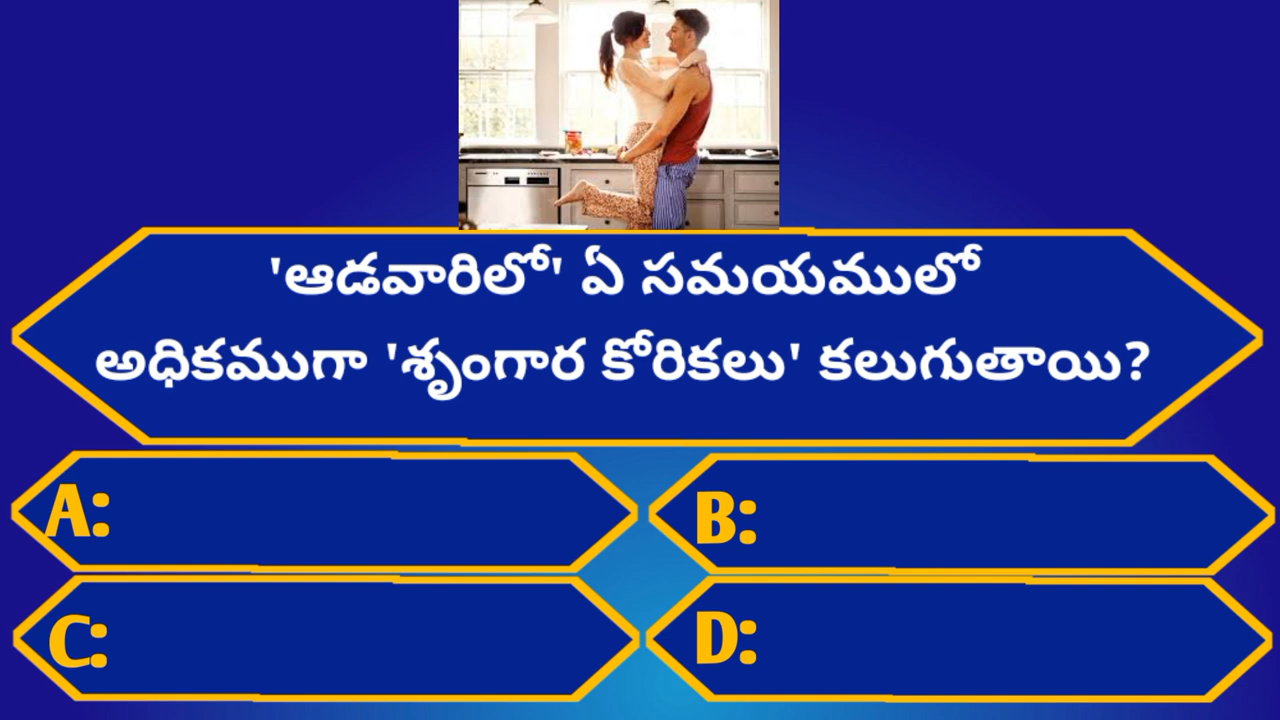 'ఆడవారిలో' ఏ సమయములో
అధికముగా 'శృంగార కోరికలు' కలుగుతాయి?
A:
B:
C:
D: